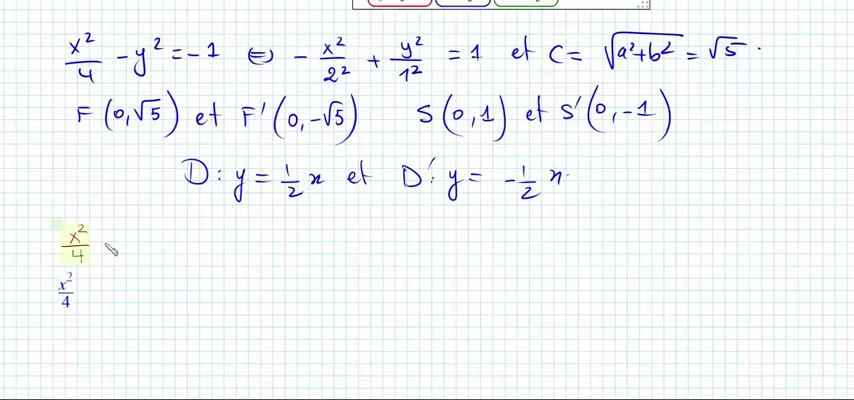 x²/4 - y² = -1 ⇔ - x²/2² + y²/1² = 1 et C = √(a²+b²) = √5 .
F (0, √5) et F' (0, -√5) S (0, 1) et S' (0, -1)
D : y = 1/2 x et D' : y = -1/2 x.
x²/4
x²/4